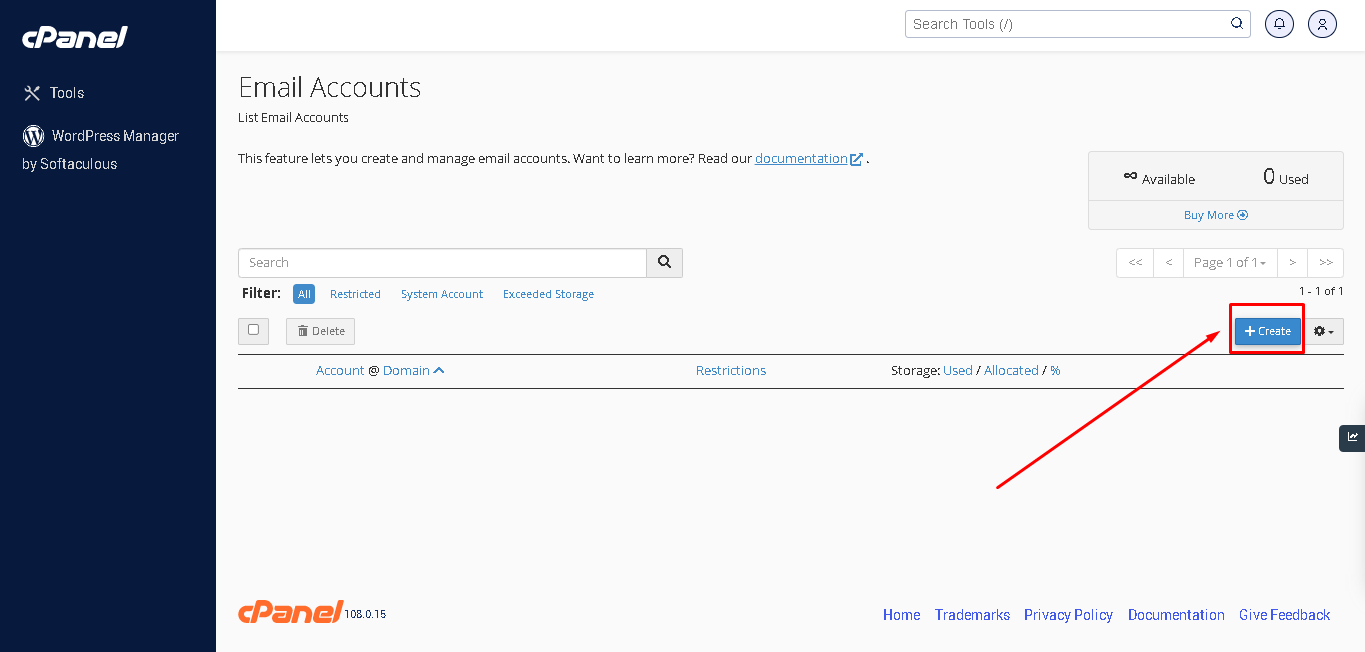 cPanel
Search Tools (/)
Tools
WordPress Manager
by Softaculous
Email Accounts
List Email Accounts
This feature lets you create and manage email accounts. Want to learn more? Read our documentation .
∞ Available 0 Used
Buy More
Search
<< < Page 1 of 1 > >>
Filter: All Restricted System Account Exceeded Storage
1 - 1 of 1
Delete
+ Create
Account @ Domain Restrictions Storage: Used / Allocated / %
cPanel 108.0.15
Home Trademarks Privacy Policy Documentation Give Feedback